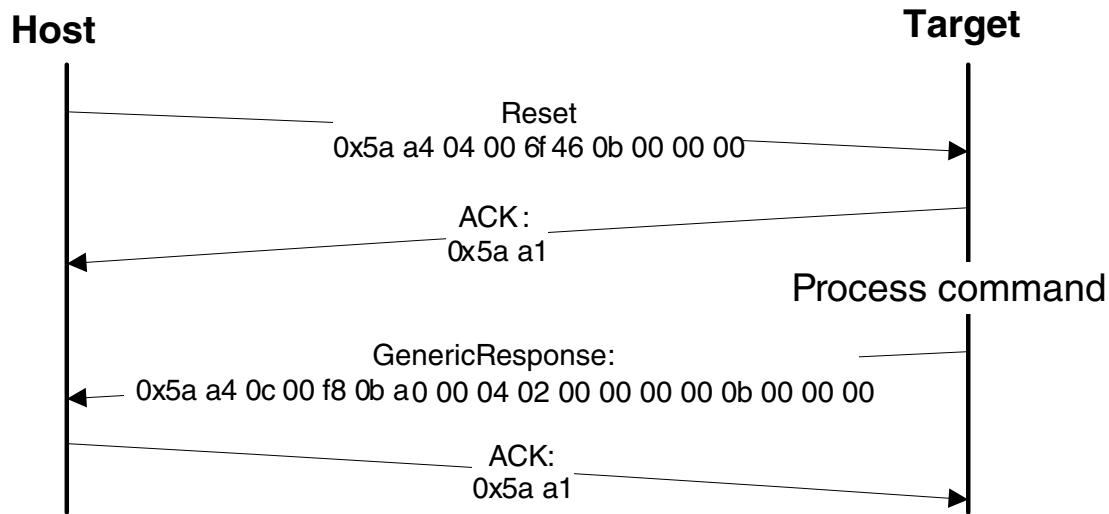 Host
Target
Reset
0x5a a4 04 00 6f 46 0b 00 00 00
ACK:
0x5a a1
Process command
GenericResponse:
0x5a a4 0c 00 f8 0b a0 00 04 02 00 00 00 00 0b 00 00 00
ACK:
0x5a a1